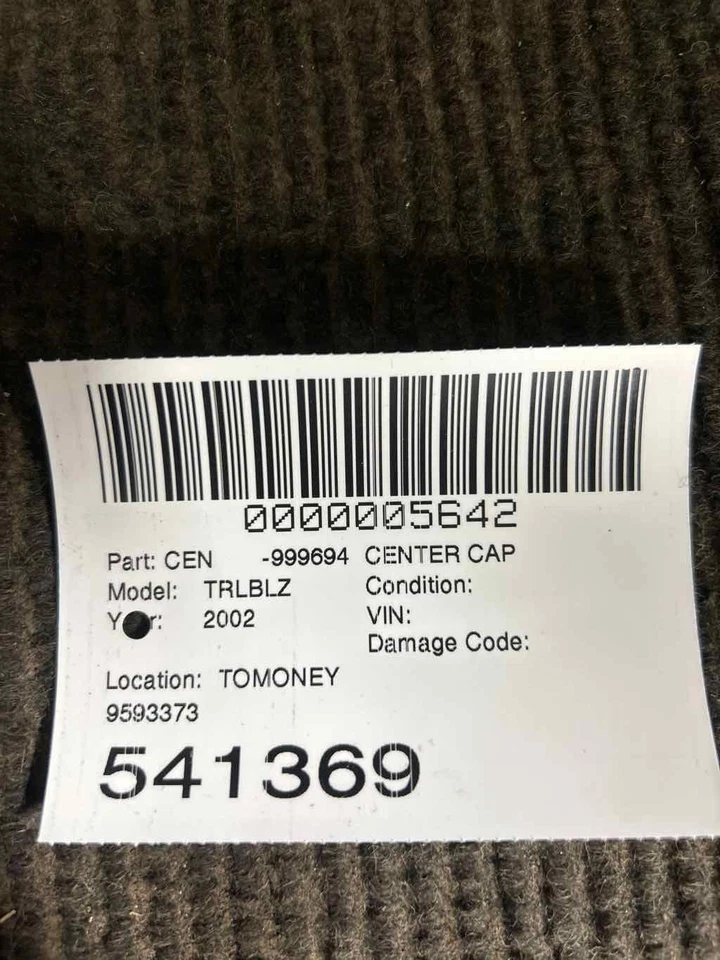 0000005642
Part: CEN -999694 CENTER CAP
Model: TRLBLZ Condition:
2002 VIN:
Damage Code:
Location: TOMONEY
9593373
541369